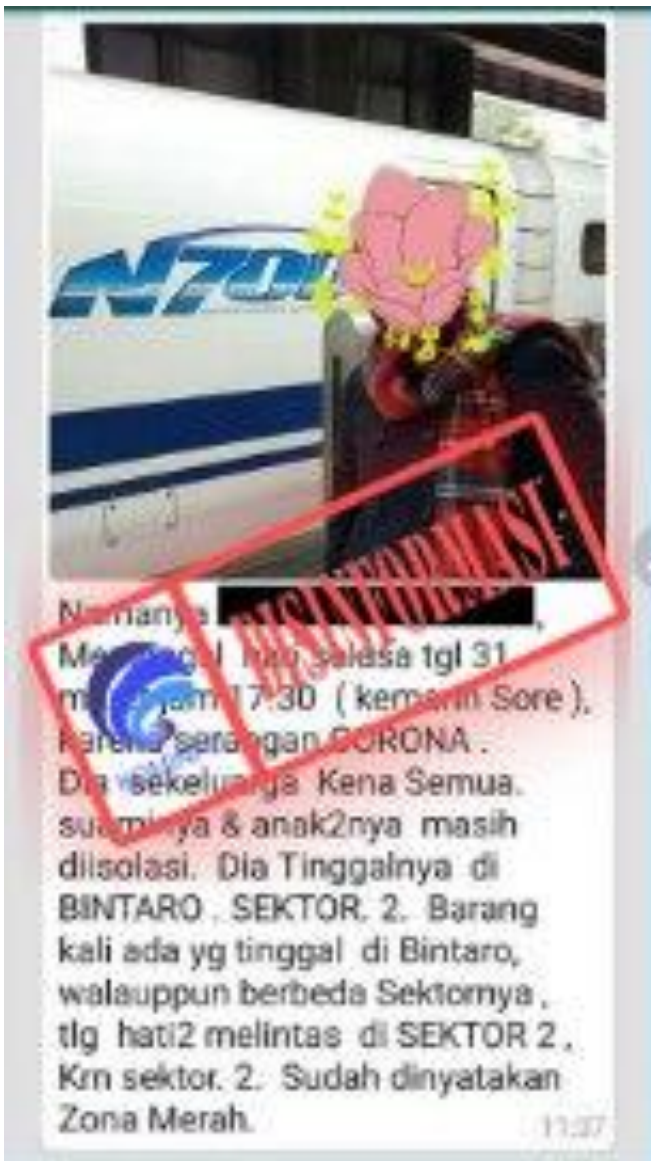 N700
DISINFORMASI
Namanya ,
Meninggal Hari selasa tgl 31
jam 17:30 ( kemarin Sore ),
karena serangan CORONA .
Dia sekeluarga Kena Semua.
suaminya & anak2nya masih
diisolasi. Dia Tinggalnya di
BINTARO . SEKTOR. 2. Barang
kali ada yg tinggal di Bintaro,
walauppun berbeda Sektornya ,
tlg hati2 melintas di SEKTOR 2 ,
Krn sektor. 2. Sudah dinyatakan
Zona Merah.
11:37